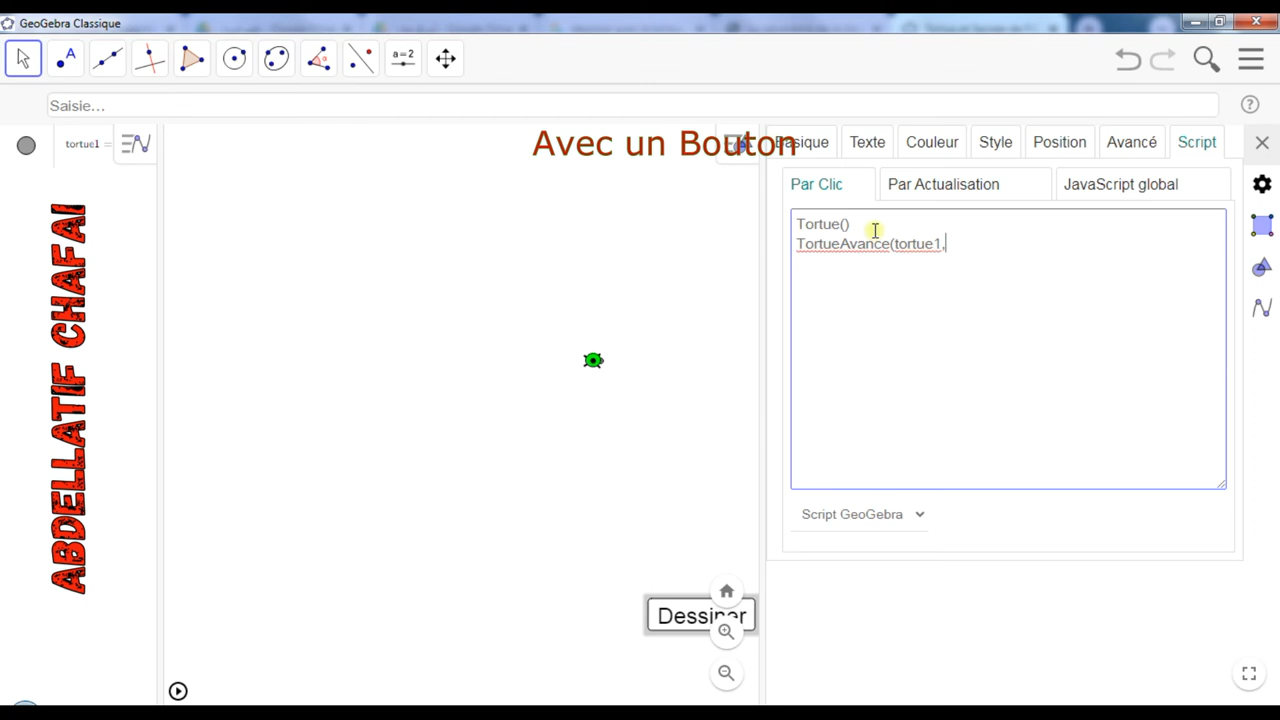 GeoGebra Classique
A
a=2
Saisie...
?
tortue1 =
Avec un Bouton
Basique
Texte
Couleur
Style
Position
Avancé
Script
Par Clic
Par Actualisation
JavaScript global
Tortue()
TortueAvance(tortue1,
ABDELLATIF CHAFAI
Script GeoGebra
Dessiner